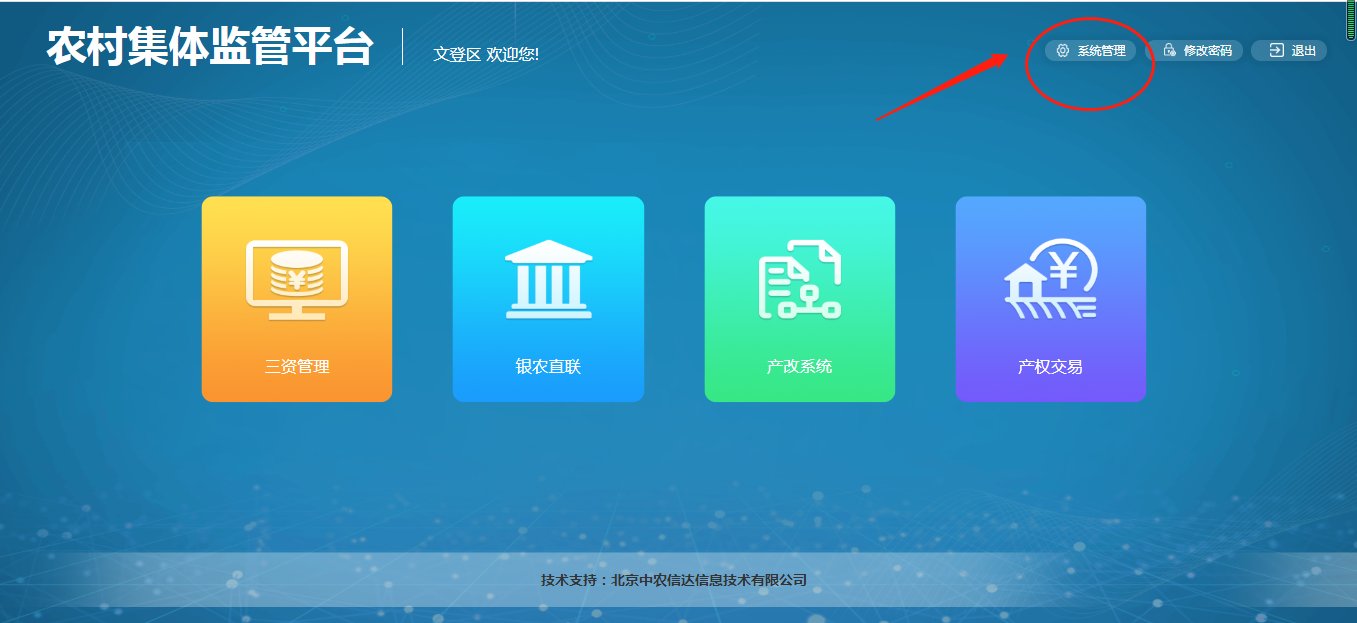 农村集体监管平台
文登区 欢迎您!
系统管理
修改密码
退出
三资管理
银农直联
产改系统
产权交易
技术支持：北京中农信达信息技术有限公司